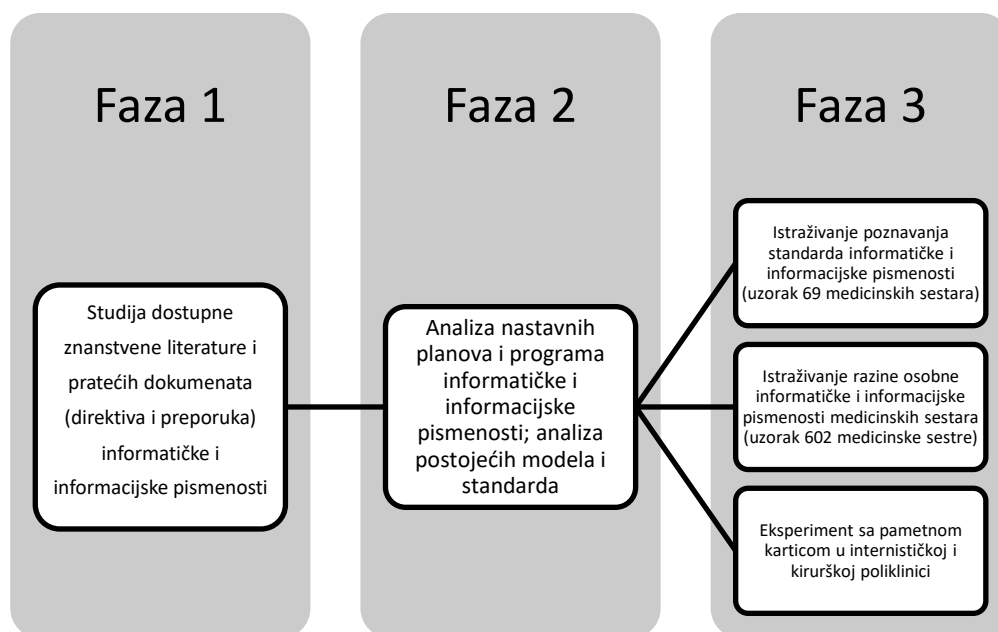 Faza 1
Studija dostupne
znanstvene literature i
pratećih dokumenata
(direktiva i preporuka)
informatičke i
informacijske pismenosti
Faza 2
Analiza nastavnih
planova i programa
informatičke i
informacijske
pismenosti; analiza
postojećih modela i
standarda
Faza 3
Istraživanje poznavanja
standarda informatičke i
informacijske pismenosti
(uzorak 69 medicinskih sestara)
Istraživanje razine osobne
informatičke i informacijske
pismenosti medicinskih sestara
(uzorak 602 medicinske sestre)
Eksperiment sa pametnom
karticom u internističkoj i
kirurškoj poliklinici